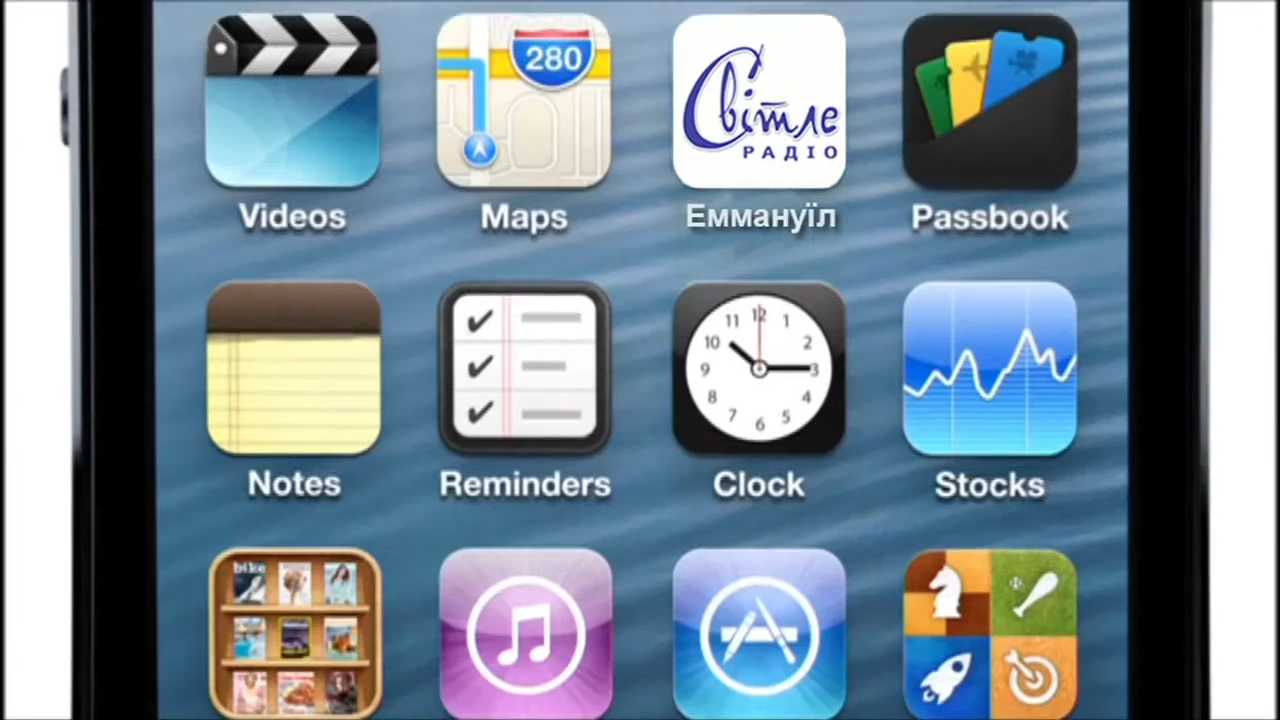 280
Світле
РАДІО
Videos
Maps
Еммануїл
Passbook
11 12 1
10 2
9 3
8 4
7 6 5
Notes
Reminders
Clock
Stocks
bike